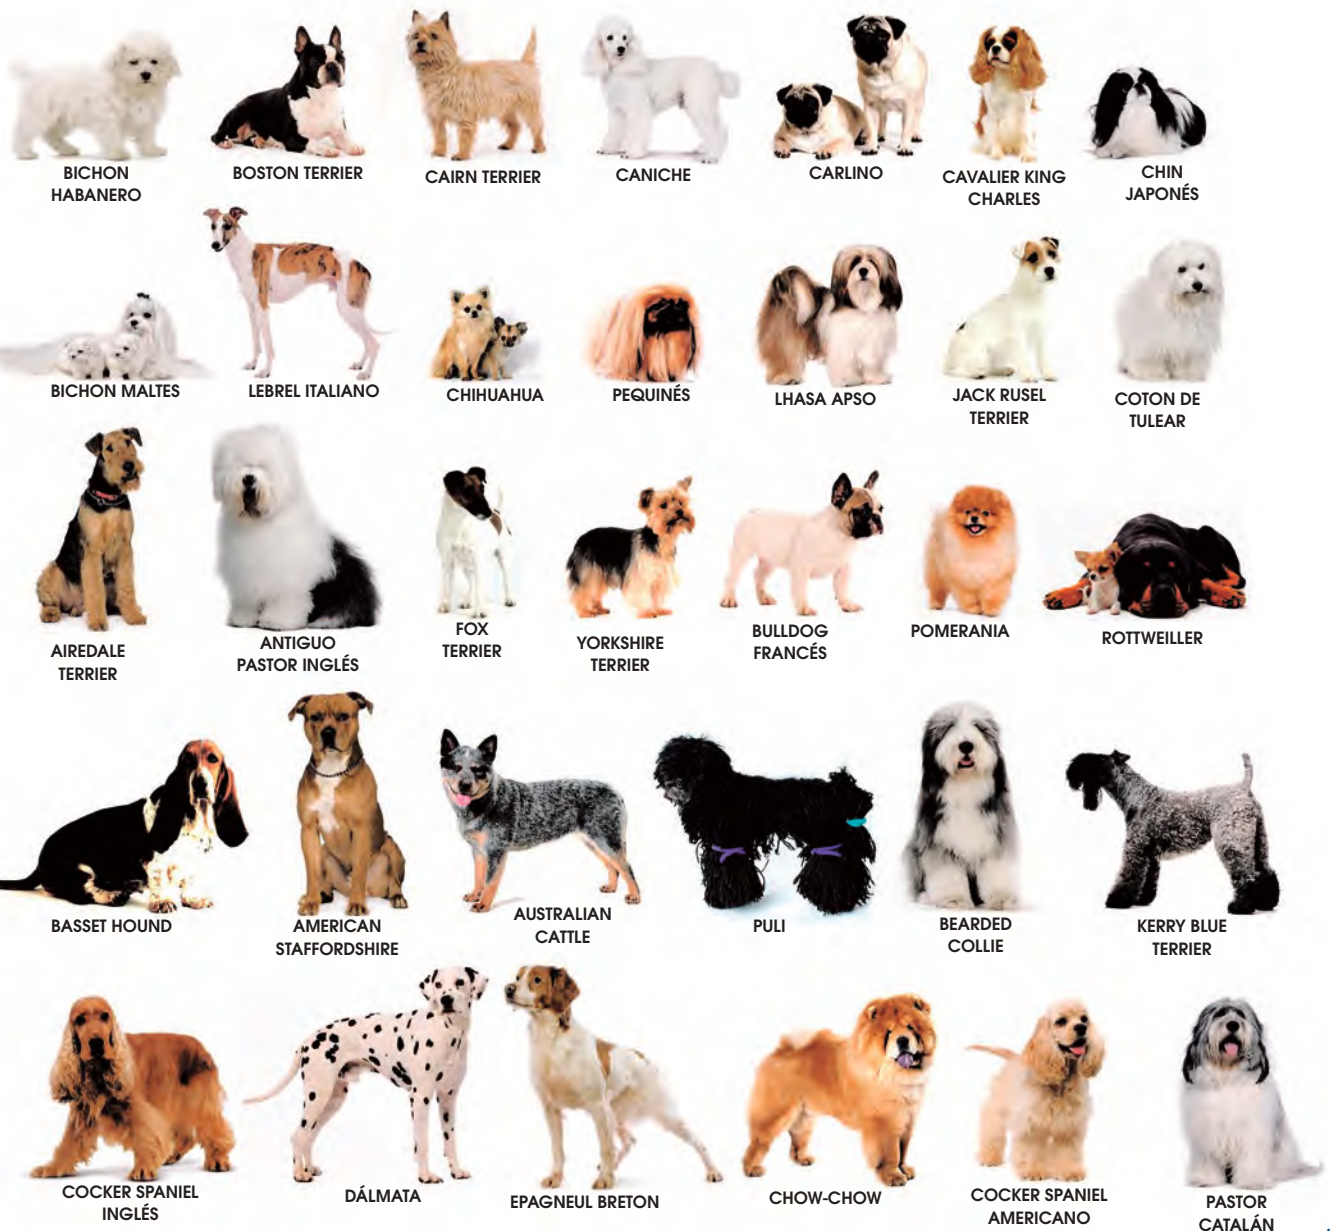 BICHON
HABANERO
BOSTON TERRIER
CAIRN TERRIER
CANICHE
CARLINO
CAVALIER KING
CHARLES
CHIN
JAPONÉS
BICHON MALTES
LEBREL ITALIANO
CHIHUAHUA
PEQUINÉS
LHASA APSO
JACK RUSEL
TERRIER
COTON DE
TULEAR
AIREDALE
TERRIER
ANTIGUO
PASTOR INGLÉS
FOX
TERRIER
YORKSHIRE
TERRIER
BULLDOG
FRANCÉS
POMERANIA
ROTTWEILLER
BASSET HOUND
AMERICAN
STAFFORDSHIRE
AUSTRALIAN
CATTLE
PULI
BEARDED
COLLIE
KERRY BLUE
TERRIER
COCKER SPANIEL
INGLÉS
DÁLMATA
EPAGNEUL BRETON
CHOW-CHOW
COCKER SPANIEL
AMERICANO
PASTOR
CATALÁN